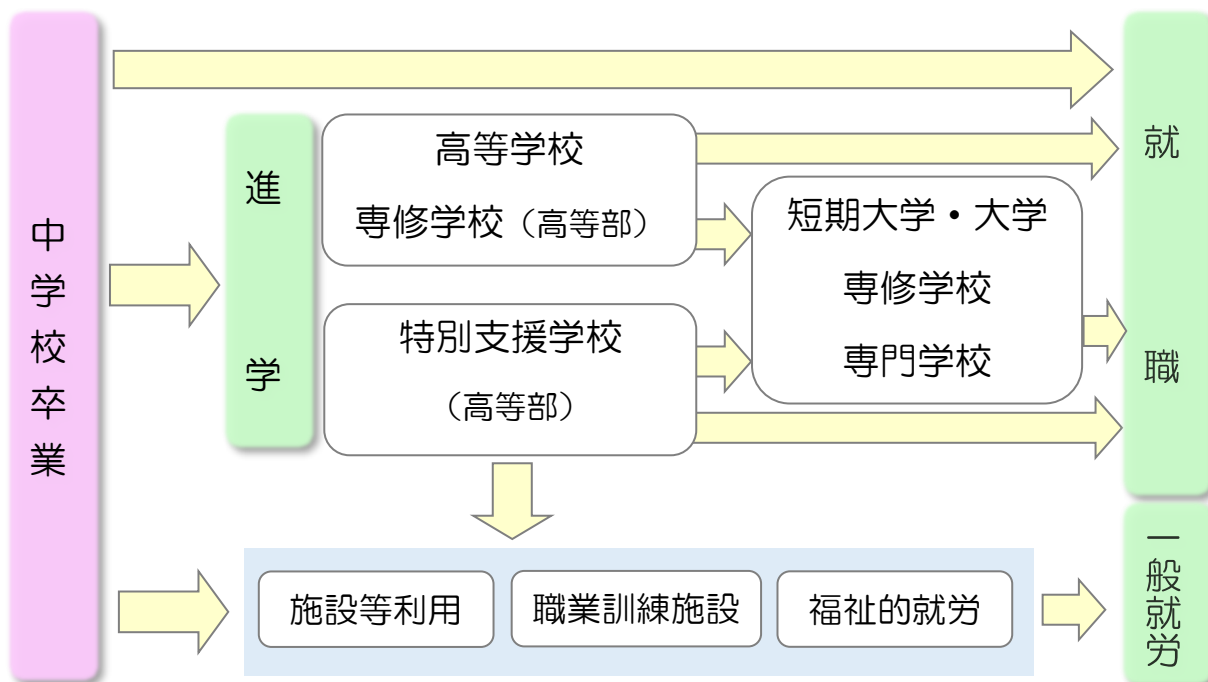 中学校卒業
進学
高等学校
専修学校（高等部）
特別支援学校
（高等部）
短期大学・大学
専修学校
専門学校
就職
施設等利用
職業訓練施設
福祉的就労
一般就労